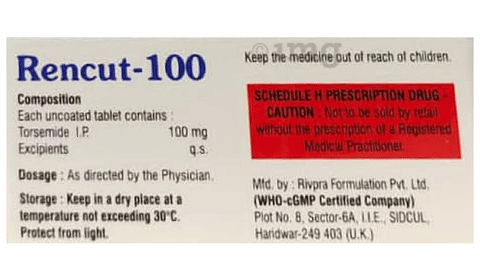 Rencut-100
Composition
Each uncoated tablet contains :
Torsemide I.P. 100 mg
Excipients q.s.
Dosage : As directed by the Physician.
Storage : Keep in a dry place at a
temperature not exceeding 30°C.
Protect from light.
1mg
Keep the medicine out of reach of children.
SCHEDULE H PRESCRIPTION DRUG -
CAUTION : Not to be sold by retail
without the prescription of a Registered
Medical Practitioner.
Mfd. by : Rivpra Formulation Pvt. Ltd.
(WHO-cGMP Certified Company)
Plot No. 8, Sector-6A, I.I.E., SIDCUL,
Haridwar-249 403 (U.K.)